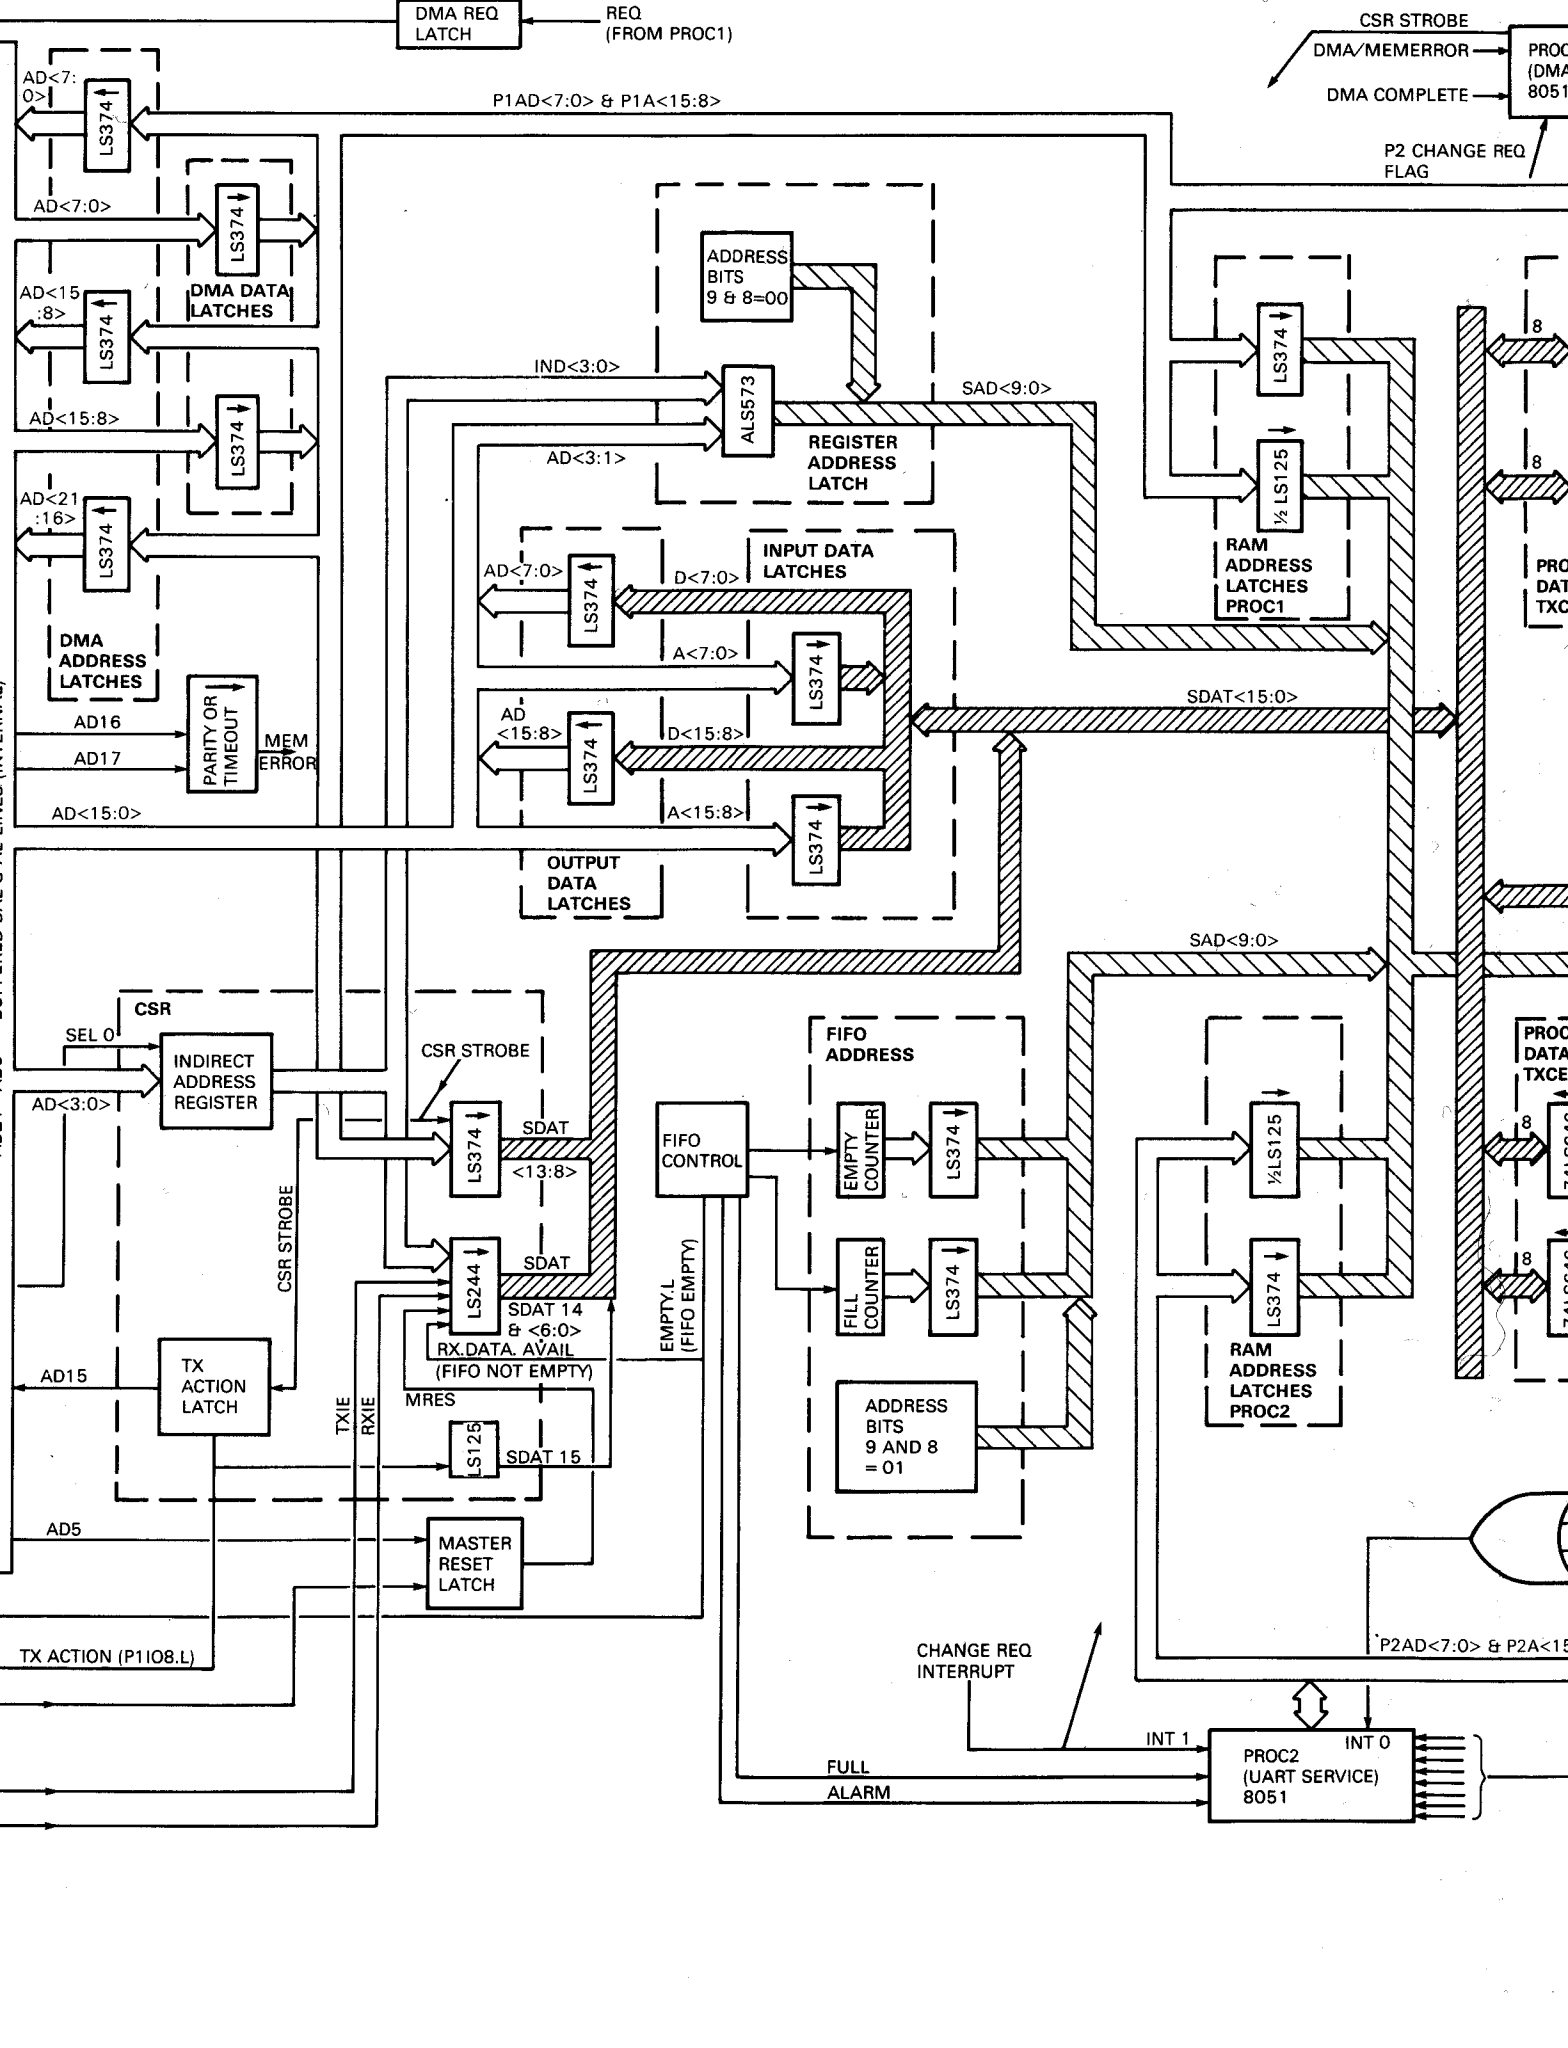 DMA REQ
LATCH
REQ
(FROM PROC1)
CSR STROBE
DMA/MEMERROR
DMA COMPLETE
PROC
(DMA
8051
P2 CHANGE REQ
FLAG
AD<7:
0>
LS374
P1AD<7:0> & P1A<15:8>
AD<7:0>
LS374
DMA DATA
LATCHES
AD<15
:8>
LS374
AD<15:8>
LS374
AD<21
:16>
LS374
DMA
ADDRESS
LATCHES
ADDRESS
BITS
9 & 8=00
IND<3:0>
ALS573
SAD<9:0>
AD<3:1>
REGISTER
ADDRESS
LATCH
LS374
½ LS125
RAM
ADDRESS
LATCHES
PROC1
8
8
PRO
DAT
TXC
INPUT DATA
LATCHES
AD<7:0>
LS374
D<7:0>
A<7:0>
LS374
AD
<15:8>
LS374
D<15:8>
A<15:8>
LS374
OUTPUT
DATA
LATCHES
SDAT<15:0>
AD16
AD17
PARITY OR
TIMEOUT
MEM
ERROR
AD<15:0>
SAD<9:0>
CSR
SEL 0
INDIRECT
ADDRESS
REGISTER
AD<3:0>
CSR STROBE
LS374
SDAT
<13:8>
CSR STROBE
LS244
SDAT
SDAT 14
& <6:0>
RX.DATA. AVAIL
(FIFO NOT EMPTY)
MRES
TX
ACTION
LATCH
AD15
TXIE
RXIE
LS125
SDAT 15
AD5
MASTER
RESET
LATCH
TX ACTION (P1IO8.L)
FIFO
ADDRESS
FIFO
CONTROL
EMPTY
COUNTER
LS374
FILL
COUNTER
LS374
EMPTY.L
(FIFO EMPTY)
ADDRESS
BITS
9 AND 8
= 01
½LS125
LS374
RAM
ADDRESS
LATCHES
PROC2
PROC
DATA
TXCE
8
8
CHANGE REQ
INTERRUPT
P2AD<7:0> & P2A<15
INT 1
INT 0
PROC2
(UART SERVICE)
8051
FULL
ALARM